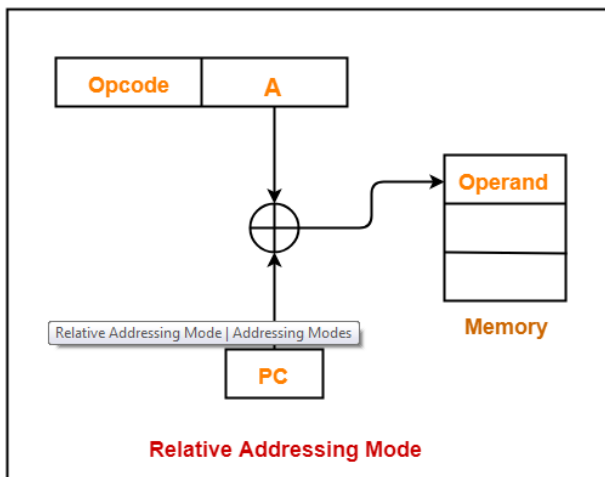 Opcode A
Operand
Memory
Relative Addressing Mode | Addressing Modes
PC
Relative Addressing Mode